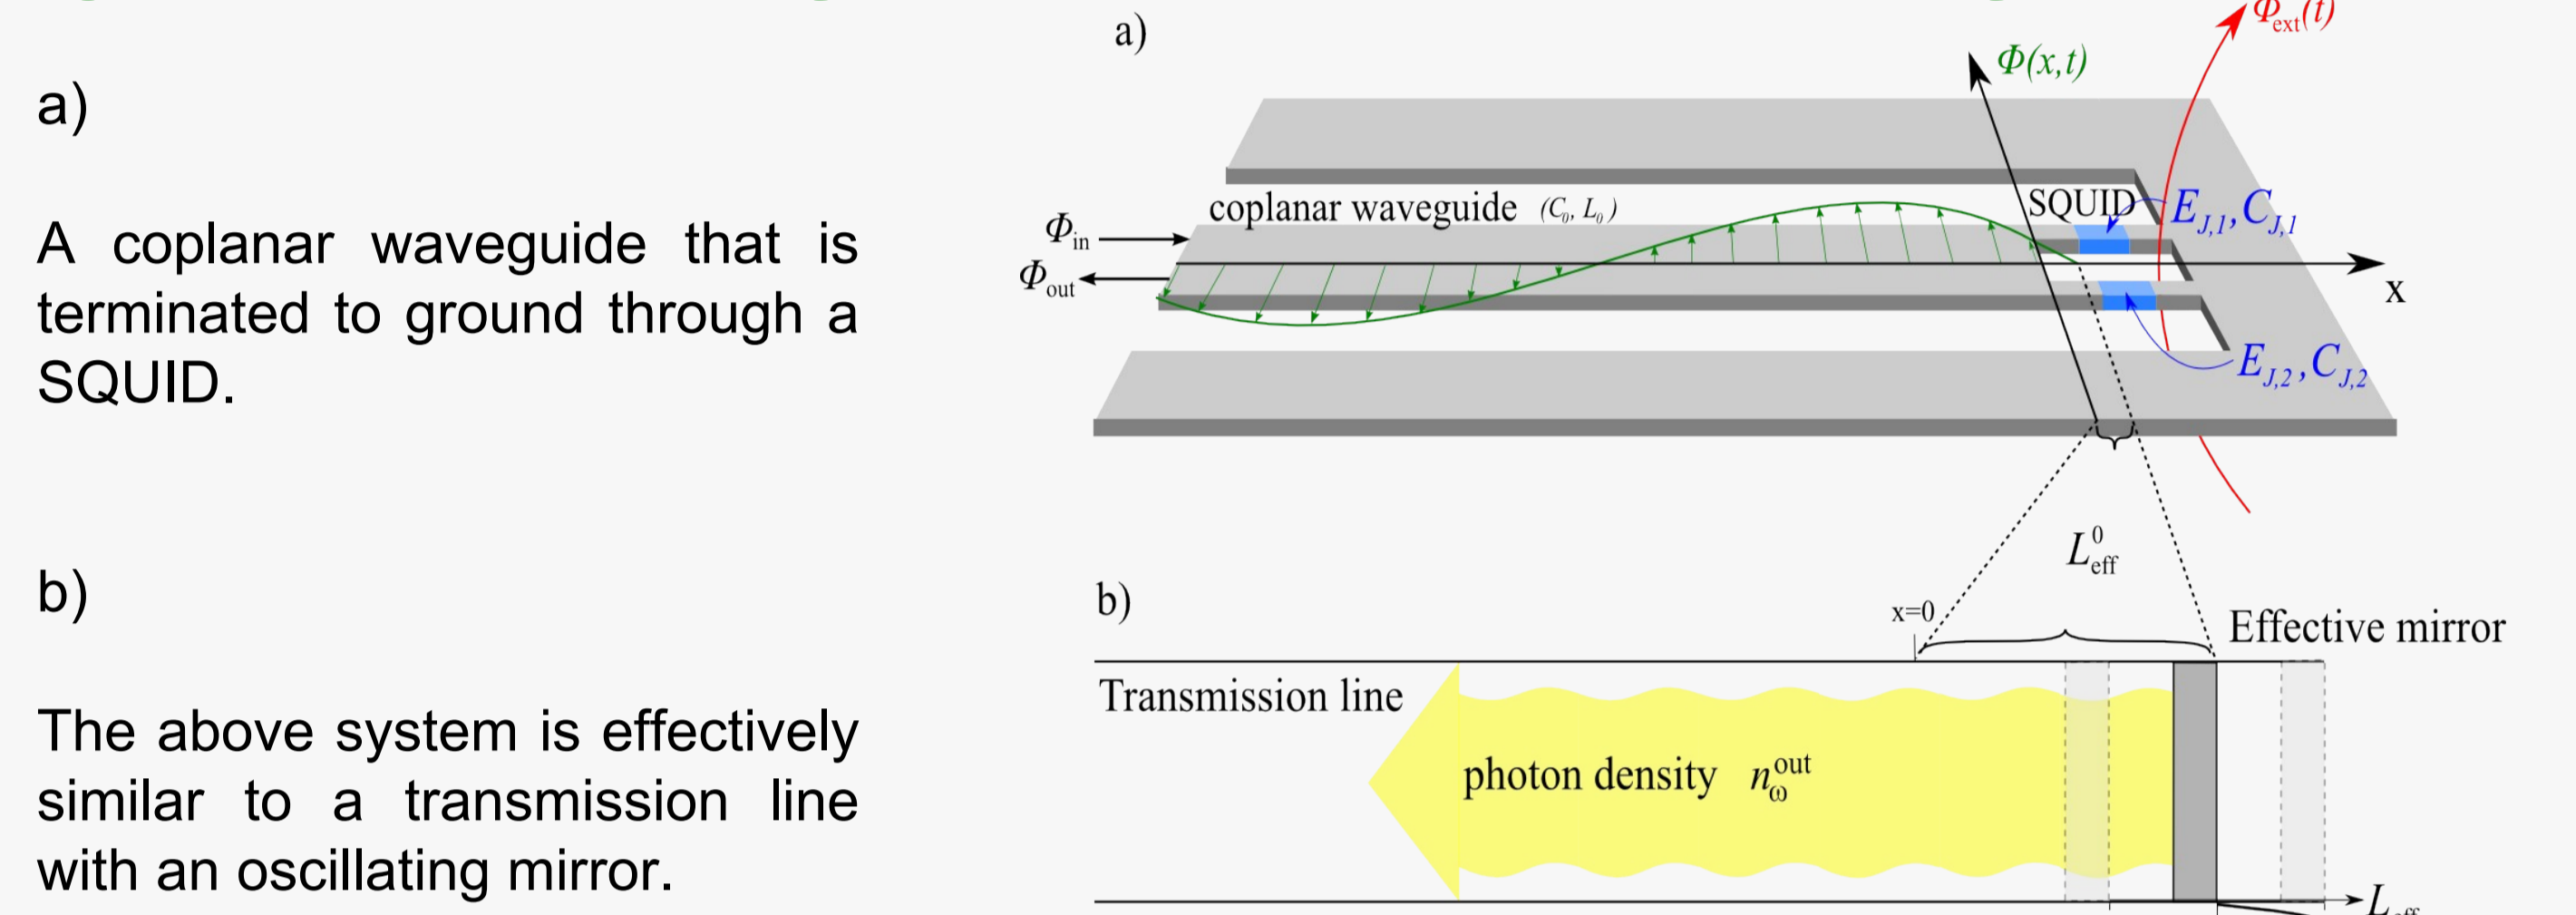 a)
A coplanar waveguide that is
terminated to ground through a
SQUID.
b)
The above system is effectively
similar to a transmission line
with an oscillating mirror.
a)
Φext(t)
Φ(x,t)
coplanar waveguide (C0, L0)
SQUID
EJ,1, CJ,1
Φin
Φout
x
EJ,2, CJ,2
L0eff
b)
x=0
Effective mirror
Transmission line
photon density nωout
Leff